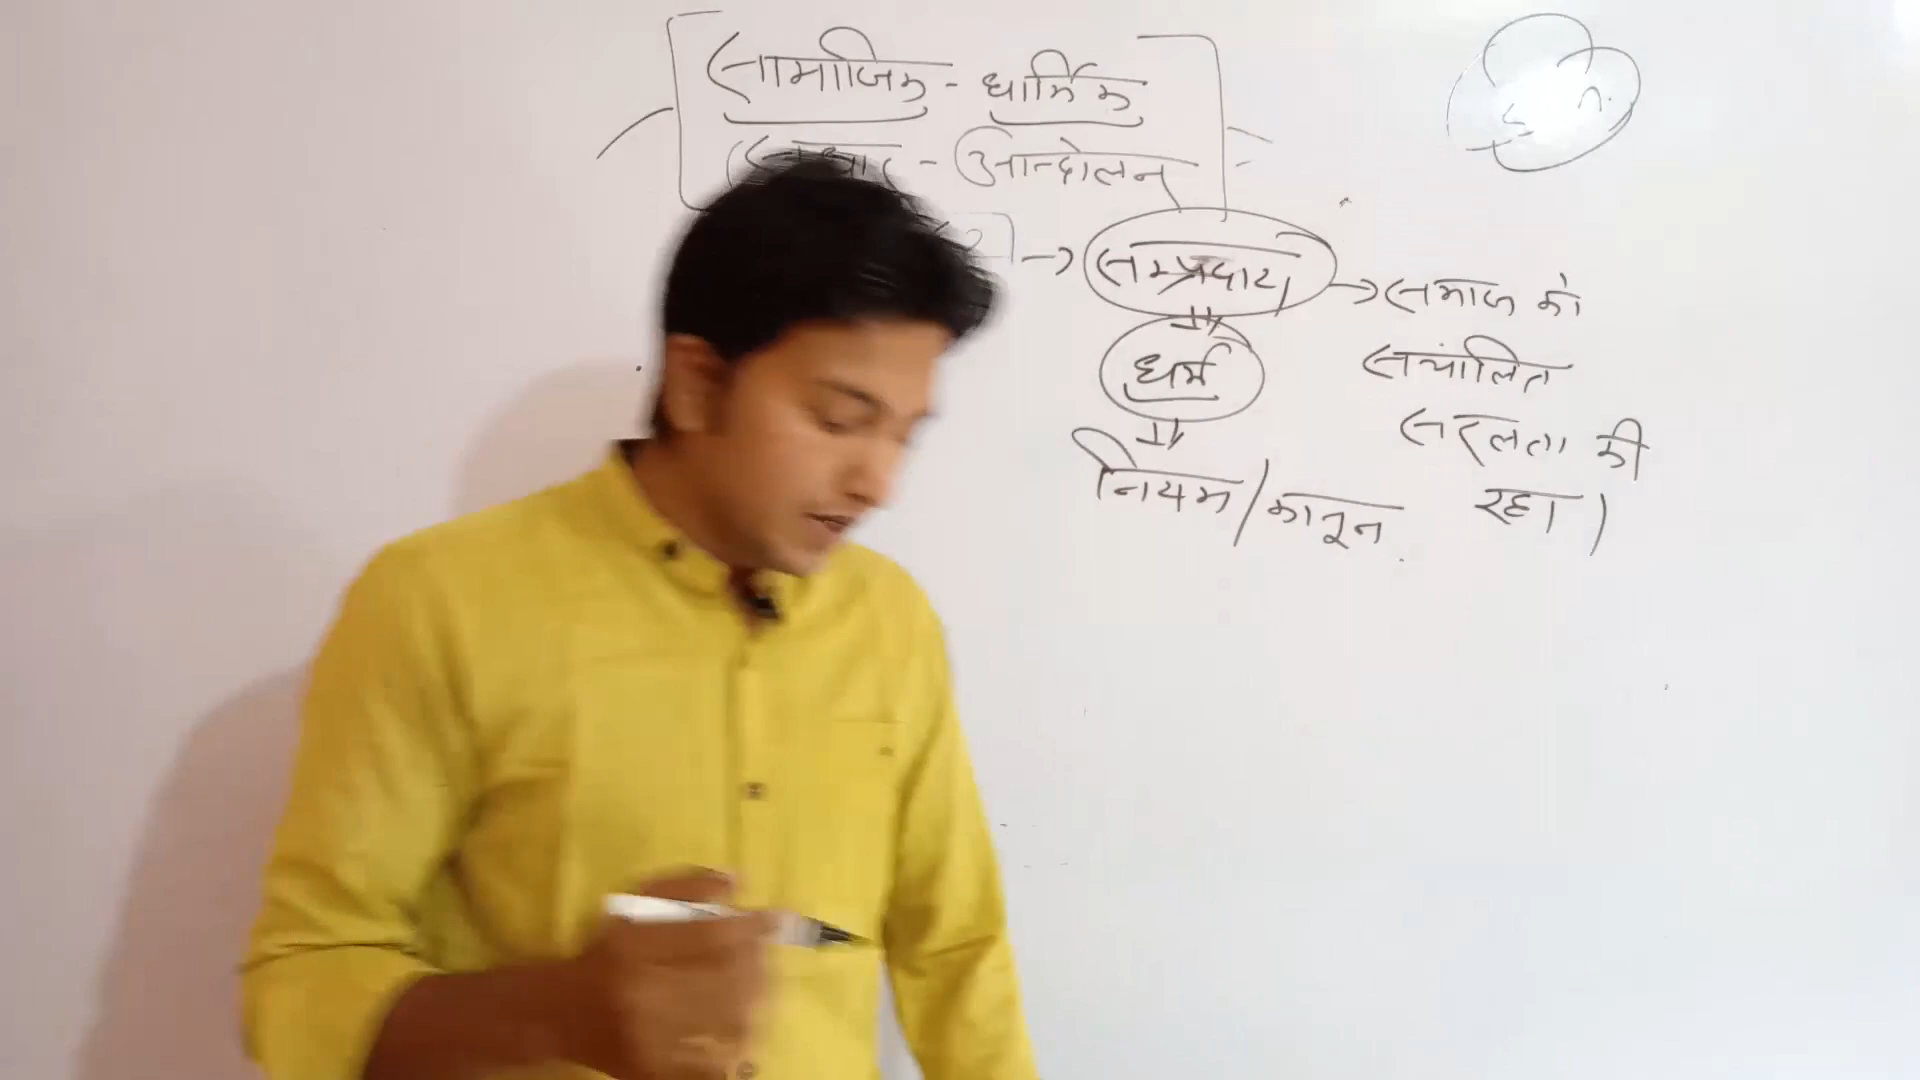 सामाजिक - धार्मिक
सुधार - आन्दोलन
→ सम्प्रदाय → समाज को
धर्म
संचालित
सरलता की
नियम/कानून
रहा।